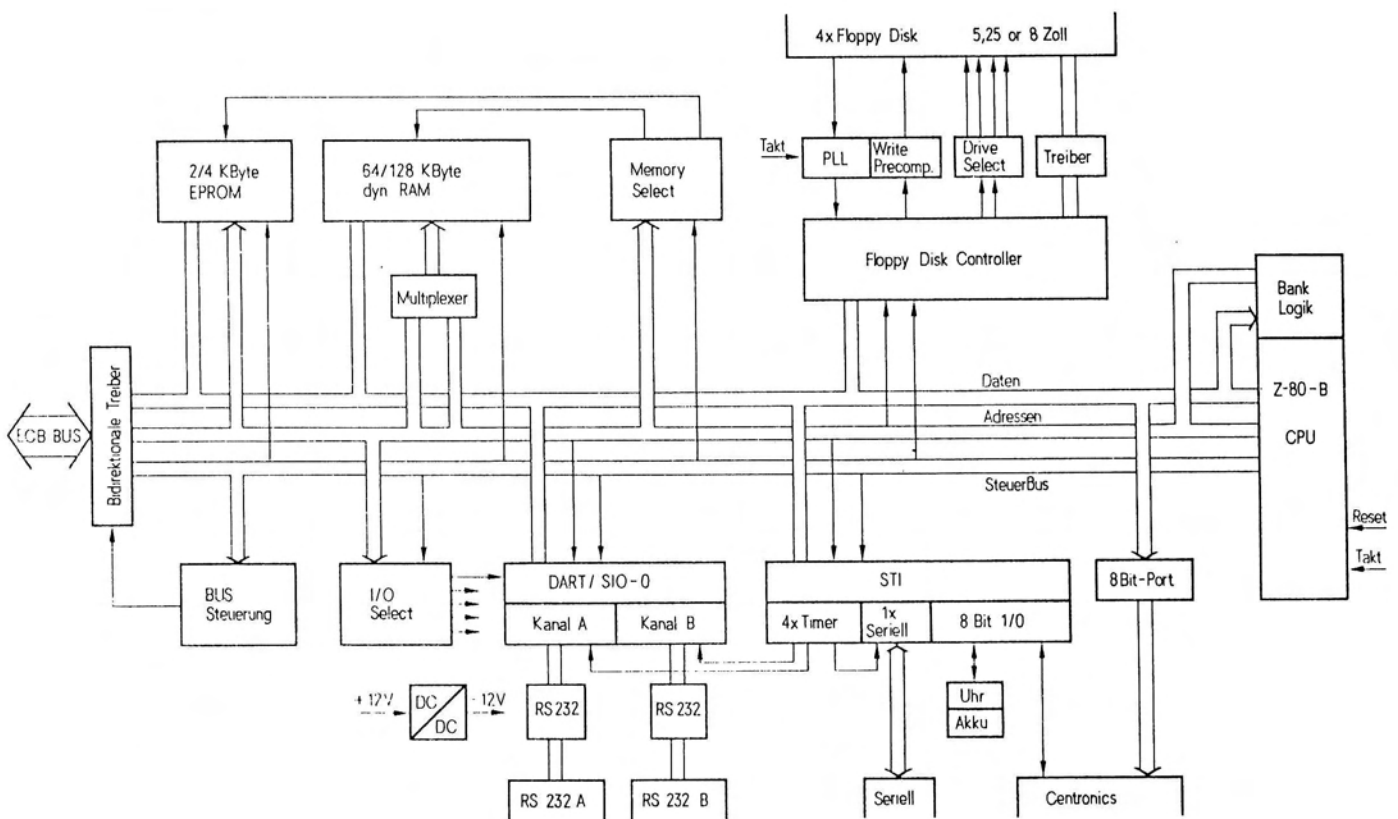 4x Floppy Disk 5,25 or 8 Zoll
Takt
PLL
Write
Precomp.
Drive
Select
Treiber
2/4 KByte
EPROM
64/128 KByte
dyn RAM
Memory
Select
Floppy Disk Controller
Multiplexer
Bank
Logik
Daten
Z-80-B
Adressen
CPU
SteuerBus
ECB BUS
Bidirektionale Treiber
Reset
Takt
BUS
Steuerung
I/O
Select
DART/ SIO-0
Kanal A
Kanal B
STI
4x Timer
1x
Seriell
8 Bit I/O
8Bit-Port
+ 12V
DC
DC
- 12V
RS 232
RS 232
Uhr
Akku
RS 232 A
RS 232 B
Seriell
Centronics